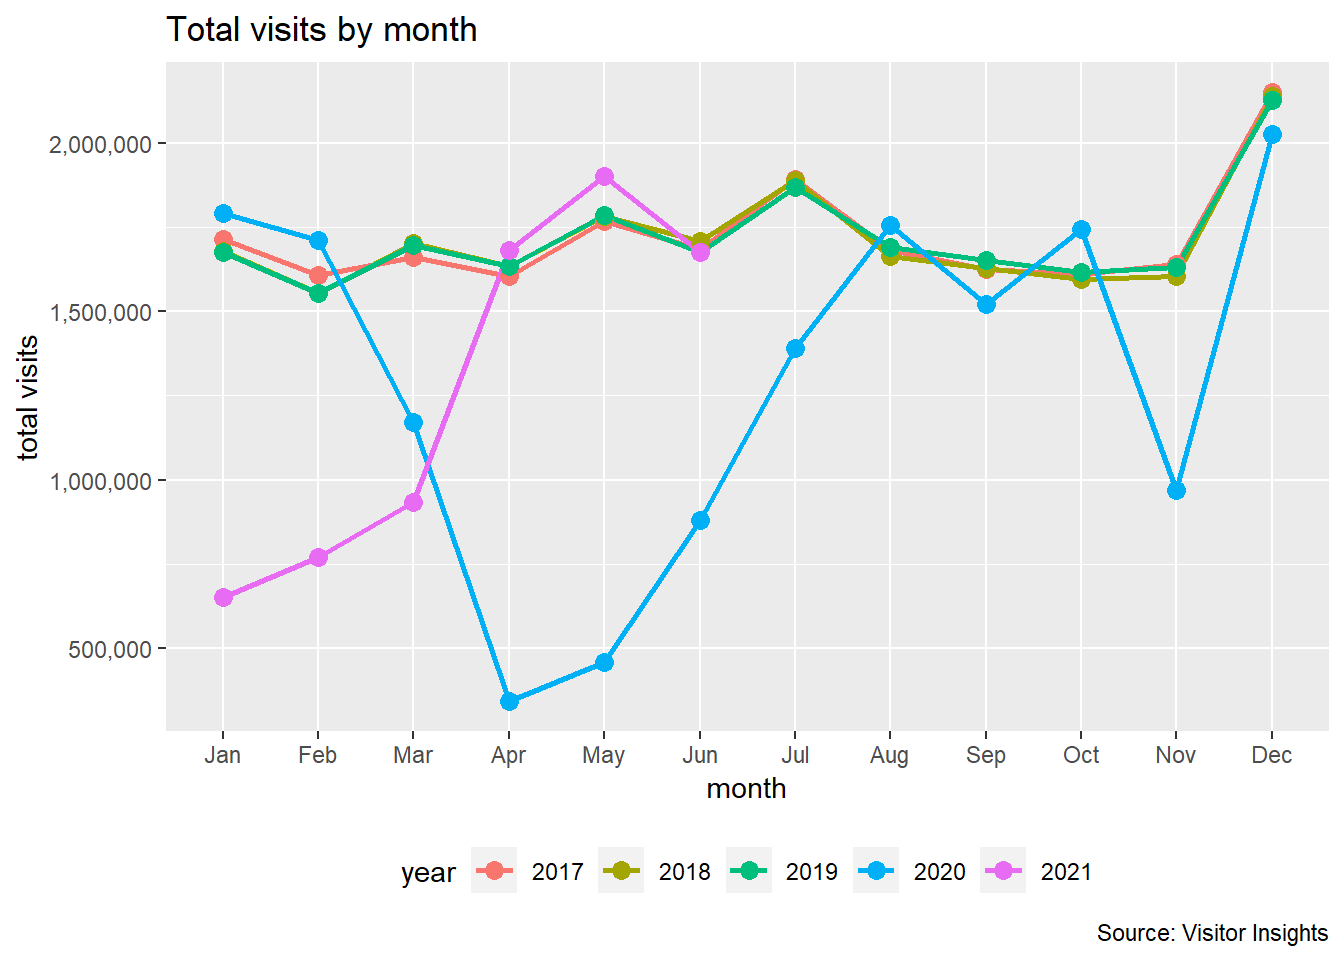 Total visits by month
total visits
2,000,000
1,500,000
1,000,000
500,000
Jan Feb Mar Apr May Jun Jul Aug Sep Oct Nov Dec
month
year 2017 2018 2019 2020 2021
Source: Visitor Insights